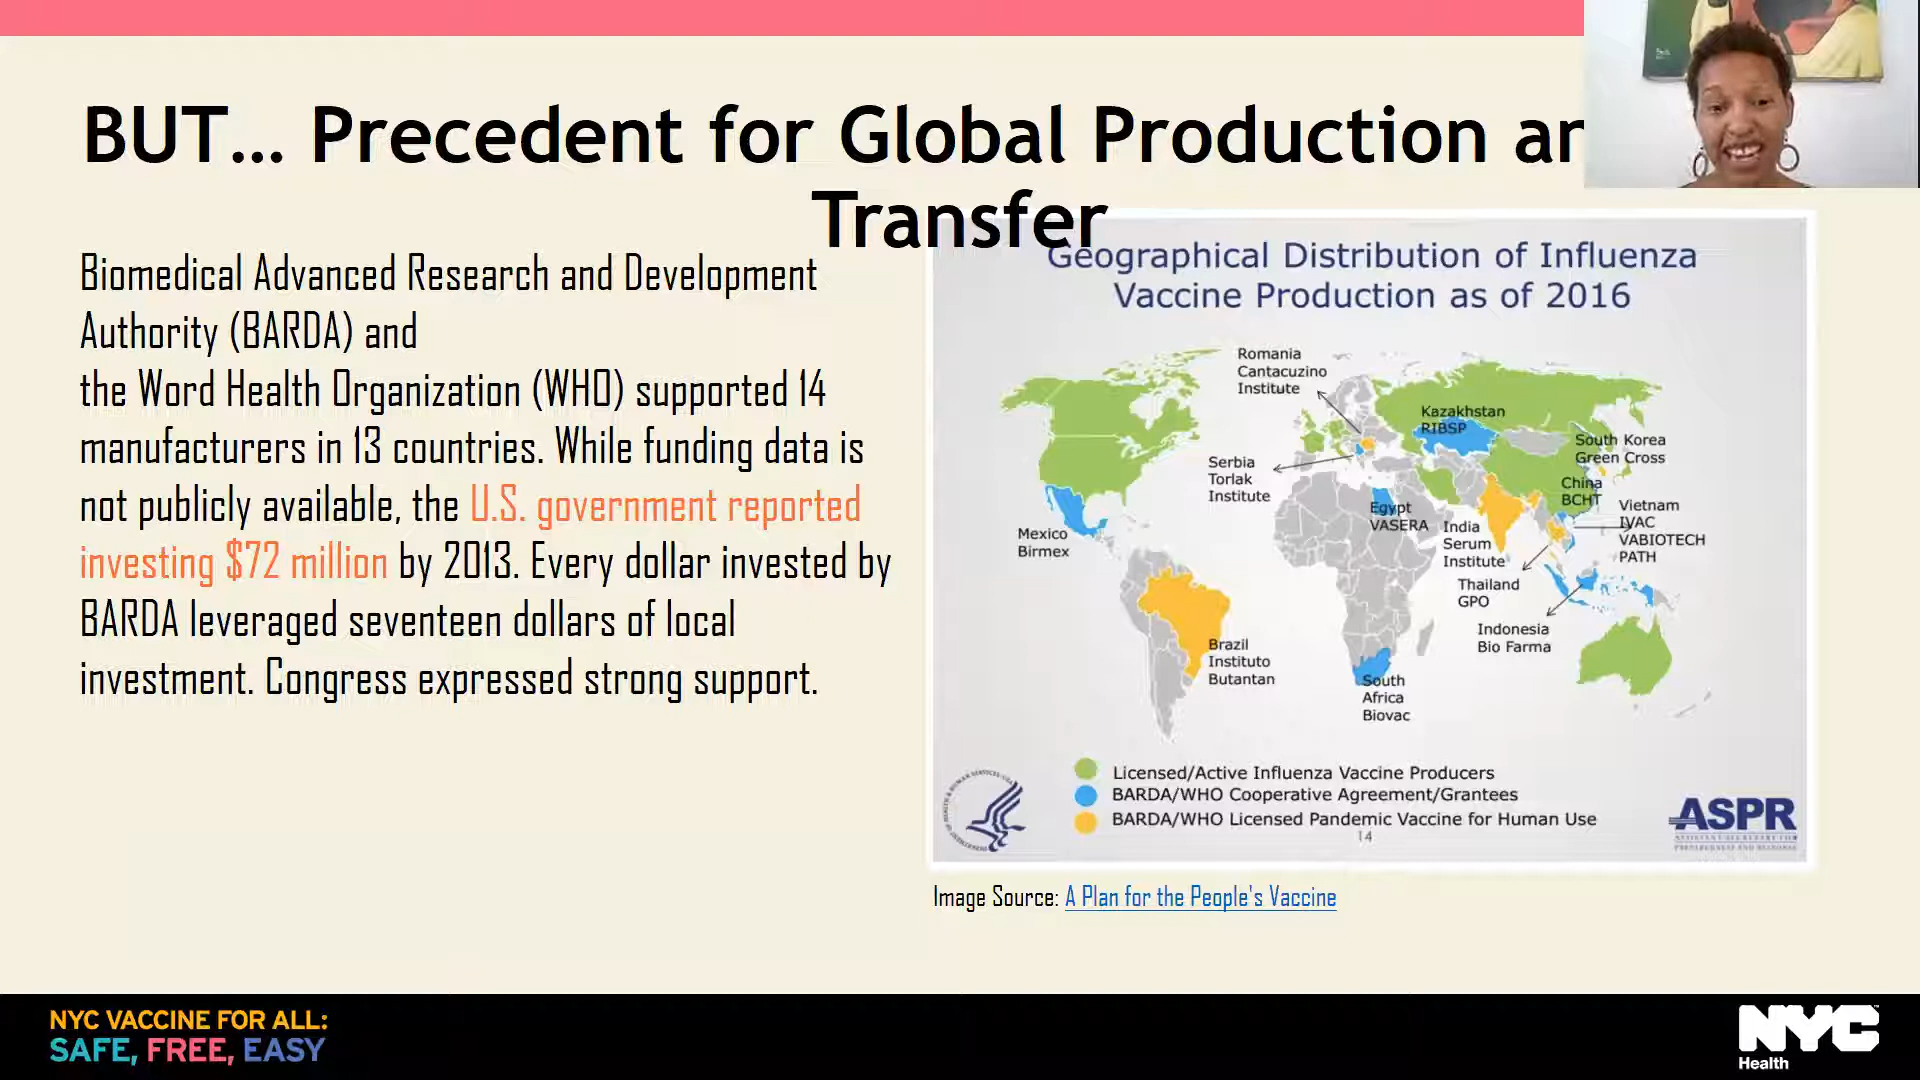 BUT... Precedent for Global Production an
Transfer
Biomedical Advanced Research and Development
Authority (BARDA) and
the Word Health Organization (WHO) supported 14
manufacturers in 13 countries. While funding data is
not publicly available, the U.S. government reported
investing $72 million by 2013. Every dollar invested by
BARDA leveraged seventeen dollars of local
investment. Congress expressed strong support.
Geographical Distribution of Influenza
Vaccine Production as of 2016
Romania
Cantacuzino
Institute
Kazakhstan
RIBSP
South Korea
Green Cross
Serbia
Torlak
Institute
China
BCHT
Egypt
VASERA
Vietnam
IVAC
VABIOTECH
PATH
Mexico
Birmex
India
Serum
Institute
Thailand
GPO
Indonesia
Bio Farma
Brazil
Instituto
Butantan
South
Africa
Biovac
Licensed/Active Influenza Vaccine Producers
BARDA/WHO Cooperative Agreement/Grantees
BARDA/WHO Licensed Pandemic Vaccine for Human Use
14
ASPR
Image Source: A Plan for the People's Vaccine
NYC VACCINE FOR ALL:
SAFE, FREE, EASY
NYC
Health